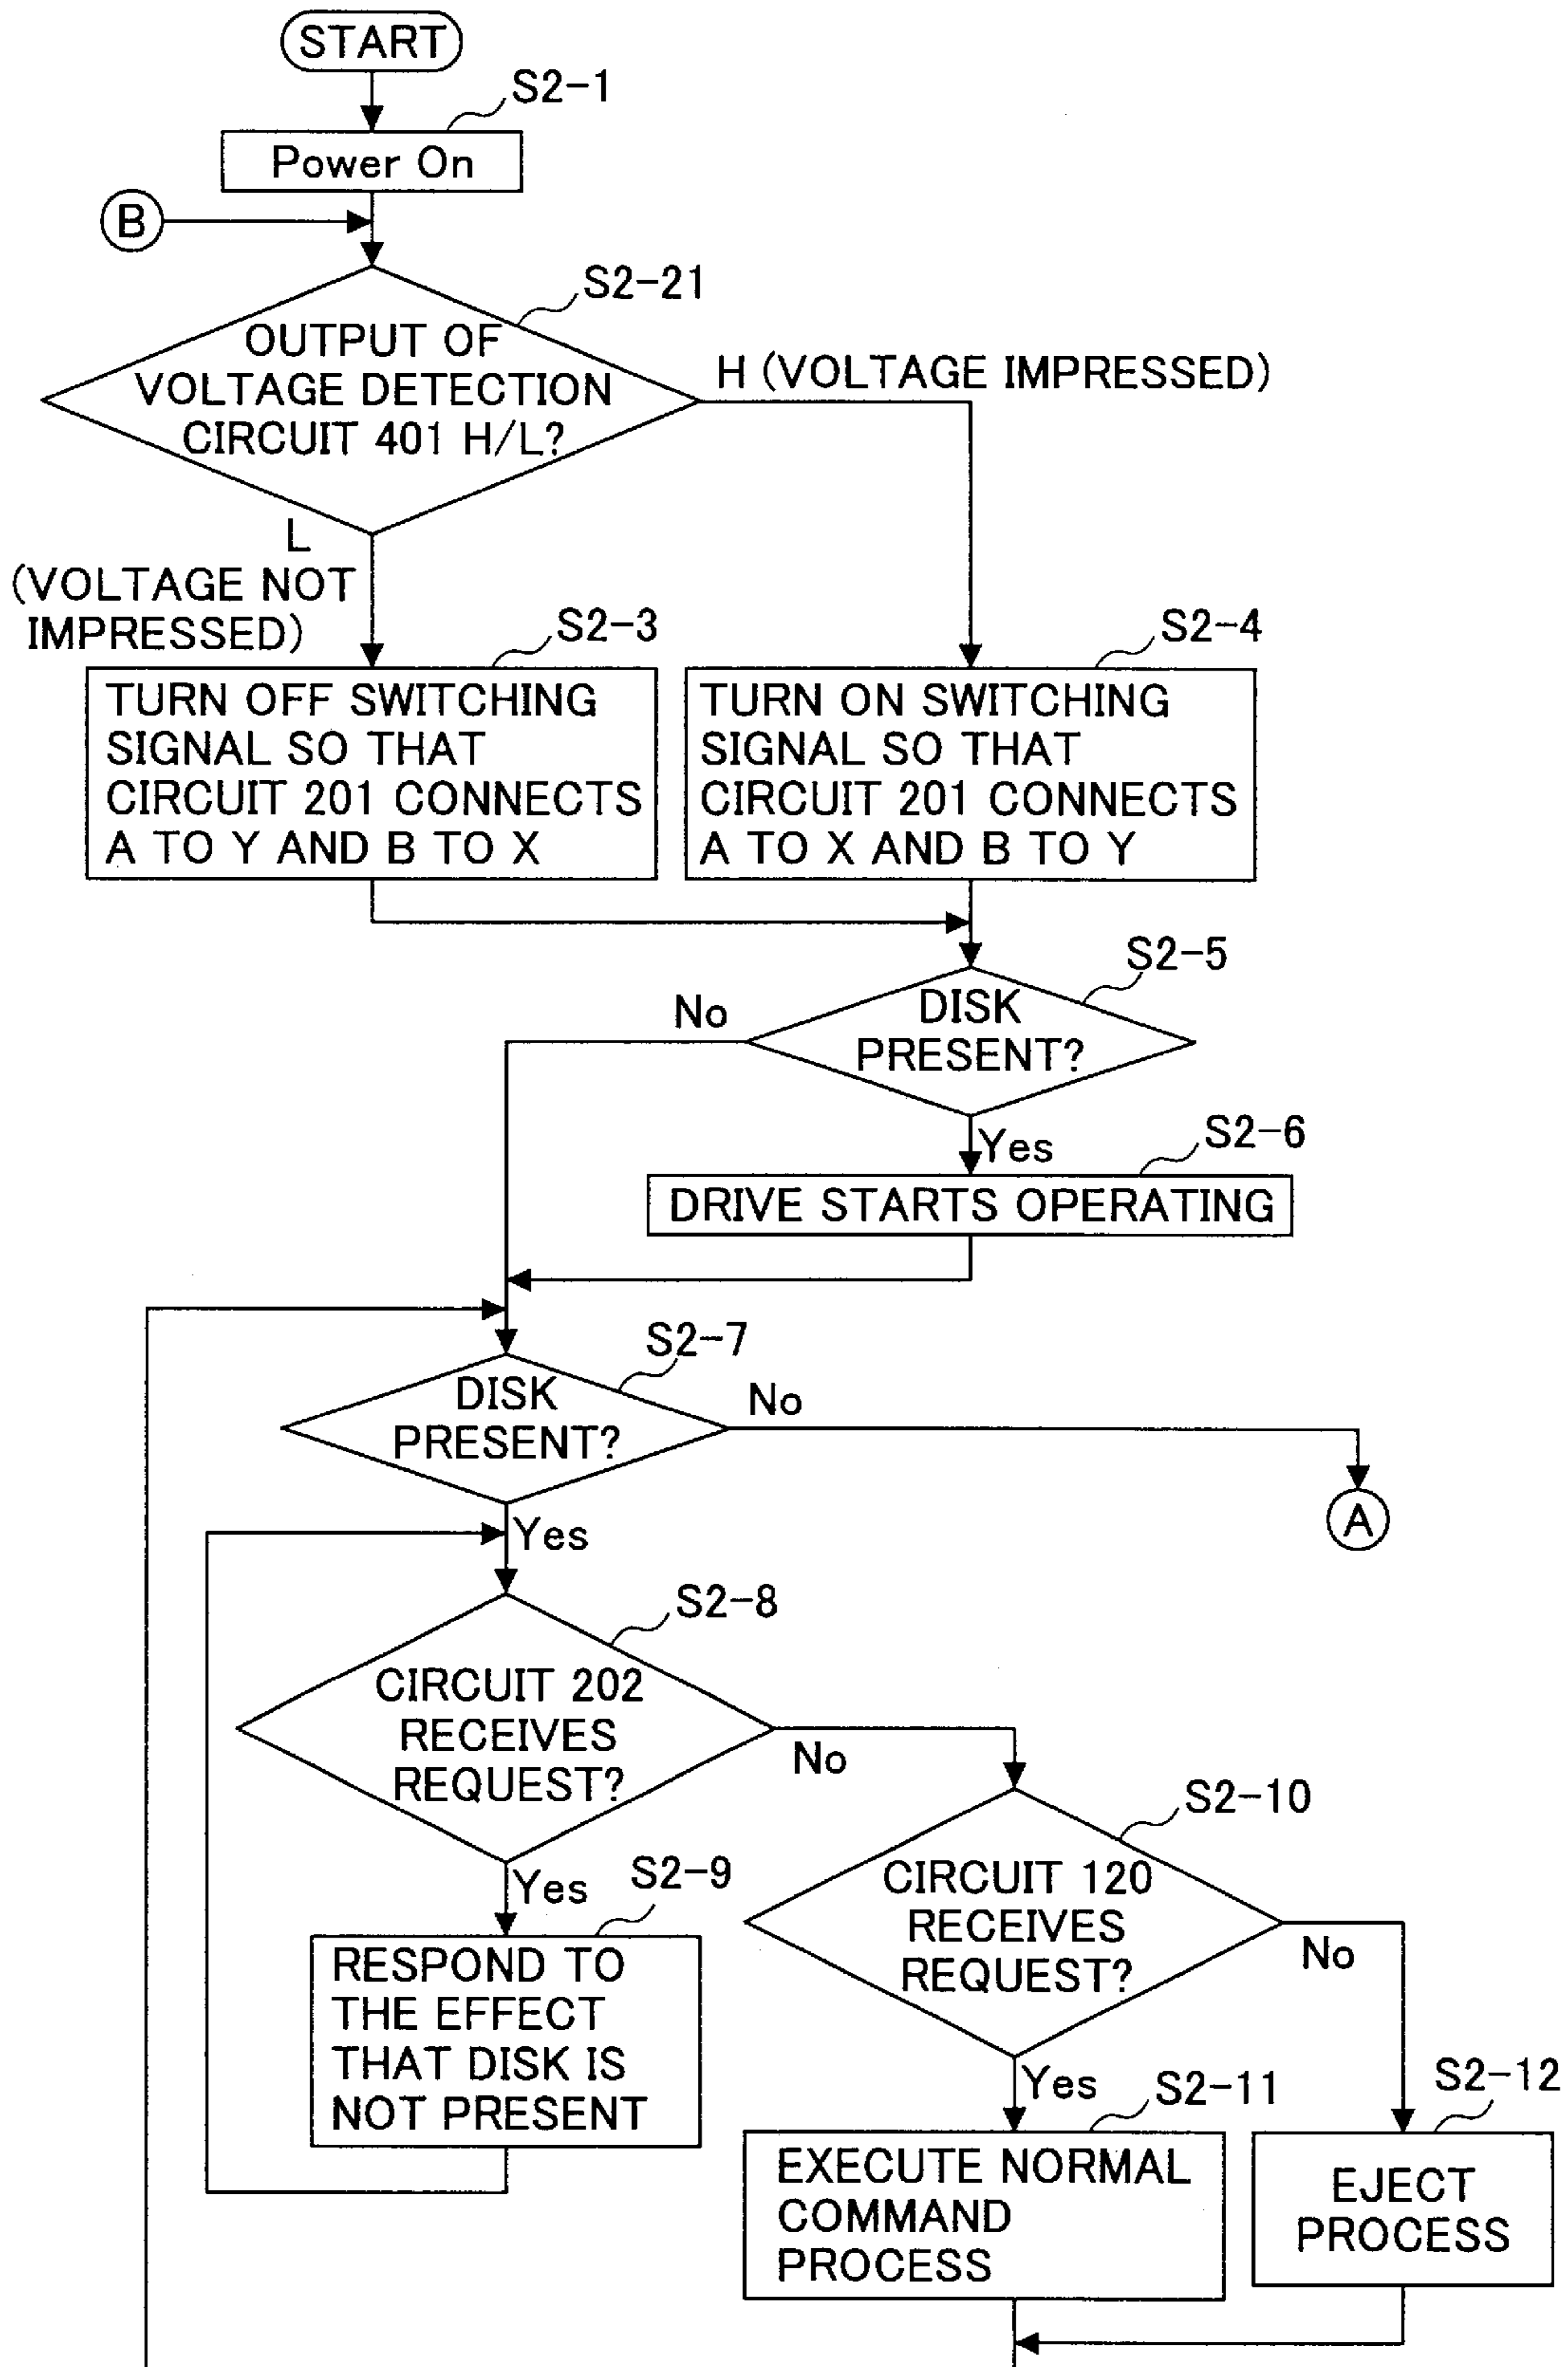 START
S2-1
Power On
B
S2-21
OUTPUT OF
VOLTAGE DETECTION
CIRCUIT 401 H/L?
H (VOLTAGE IMPRESSED)
L
(VOLTAGE NOT
IMPRESSED)
S2-3
TURN OFF SWITCHING
SIGNAL SO THAT
CIRCUIT 201 CONNECTS
A TO Y AND B TO X
S2-4
TURN ON SWITCHING
SIGNAL SO THAT
CIRCUIT 201 CONNECTS
A TO X AND B TO Y
S2-5
DISK
PRESENT?
No
Yes
S2-6
DRIVE STARTS OPERATING
S2-7
DISK
PRESENT?
No
A
Yes
S2-8
CIRCUIT 202
RECEIVES
REQUEST?
No
Yes
S2-9
RESPOND TO
THE EFFECT
THAT DISK IS
NOT PRESENT
S2-10
CIRCUIT 120
RECEIVES
REQUEST?
No
Yes
S2-11
EXECUTE NORMAL
COMMAND
PROCESS
S2-12
EJECT
PROCESS